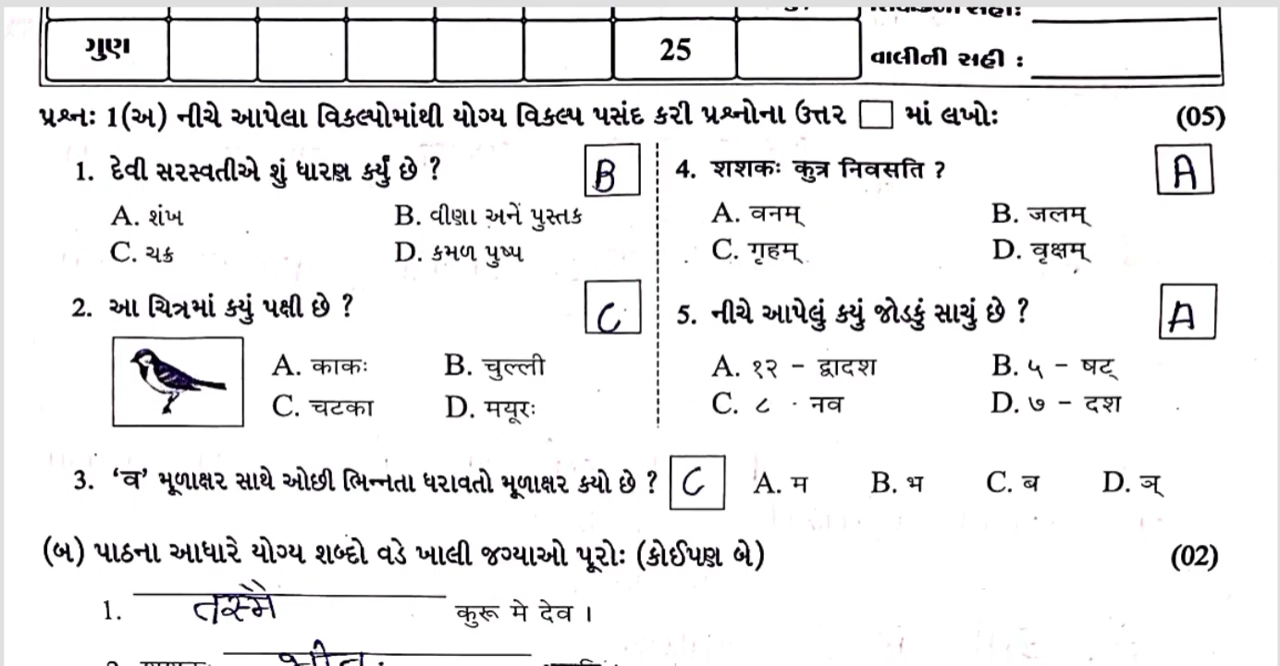 ગુણ 25
વાલીની સહી :
પ્રશ્નઃ 1(અ) નીચે આપેલા વિકલ્પોમાંથી યોગ્ય વિકલ્પ પસંદ કરી પ્રશ્નોના ઉત્તર □ માં લખોઃ (05)
1. દેવી સરસ્વતીએ શું ધારણ કર્યું છે ? B
A. શંખ B. વીણા અને પુસ્તક
C. ચક્ર D. કમળ પુષ્પ
2. આ ચિત્રમાં કયું પક્ષી છે ? C
A. काकः B. चुल्ली
C. चटका D. मयूरः
4. शशकः कुत्र निवसति ? A
A. वनम् B. जलम्
C. गृहम् D. वृक्षम्
5. નીચે આપેલું કયું જોડકું સાચું છે ? A
A. १२ - द्वादश B. ५ - षट्
C. ८ - नव D. ७ - दश
3. ‘व’ મૂળાક્ષર સાથે ઓછી ભિન્નતા ધરાવતો મૂળાક્ષર ક્યો છે ? C A. म B. भ C. ब D. ञ्
(બ) પાઠના આધારે યોગ્ય શબ્દો વડે ખાલી જગ્યાઓ પૂરોઃ (કોઈપણ બે) (02)
1. तस्मै कुरू मे देव ।